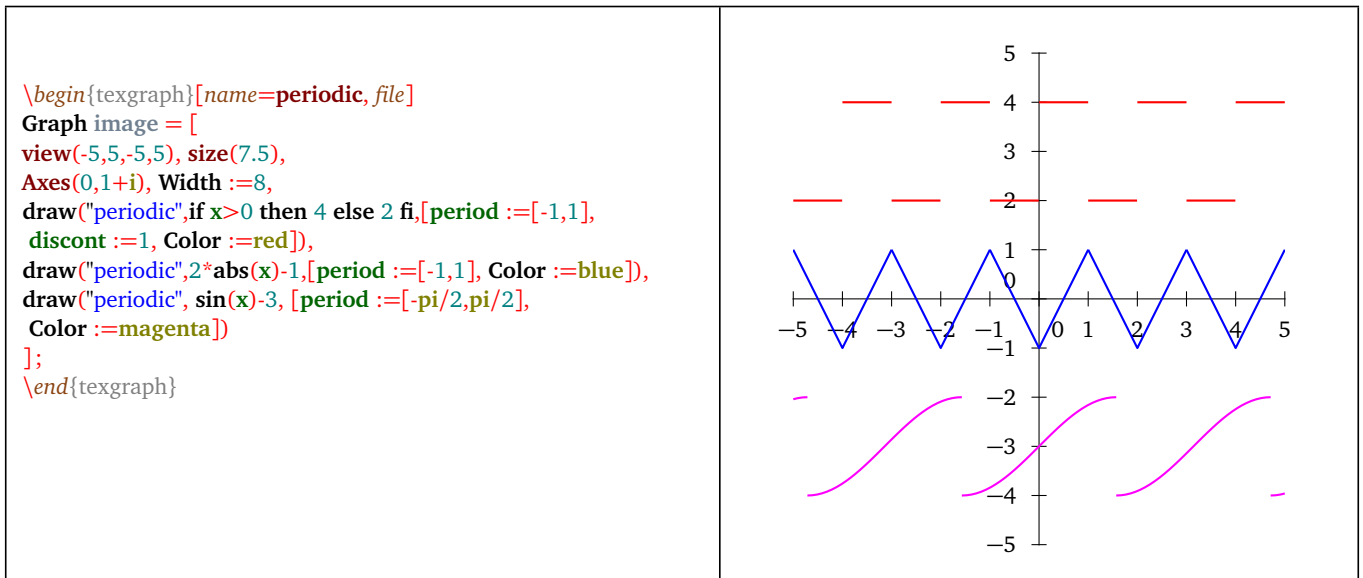 \begin{texgraph}[name=periodic, file]
Graph image = [
view(-5,5,-5,5), size(7.5),
Axes(0,1+i), Width :=8,
draw("periodic",if x>0 then 4 else 2 fi,[period :=[-1,1],
discont :=1, Color :=red]),
draw("periodic",2*abs(x)-1,[period :=[-1,1], Color :=blue]),
draw("periodic", sin(x)-3, [period :=[-pi/2,pi/2],
Color :=magenta])
];
\end{texgraph}
5
4
3
2
1
0
−5 −4 −3 −2 −1 0 1 2 3 4 5
−1
−2
−3
−4
−5